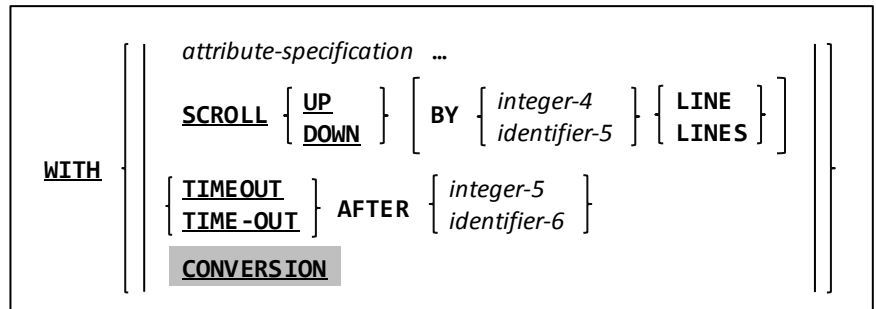 attribute-specification …
SCROLL UP DOWN BY integer-4 identifier-5 LINE LINES
WITH
TIMEOUT TIME-OUT AFTER integer-5 identifier-6
CONVERSION